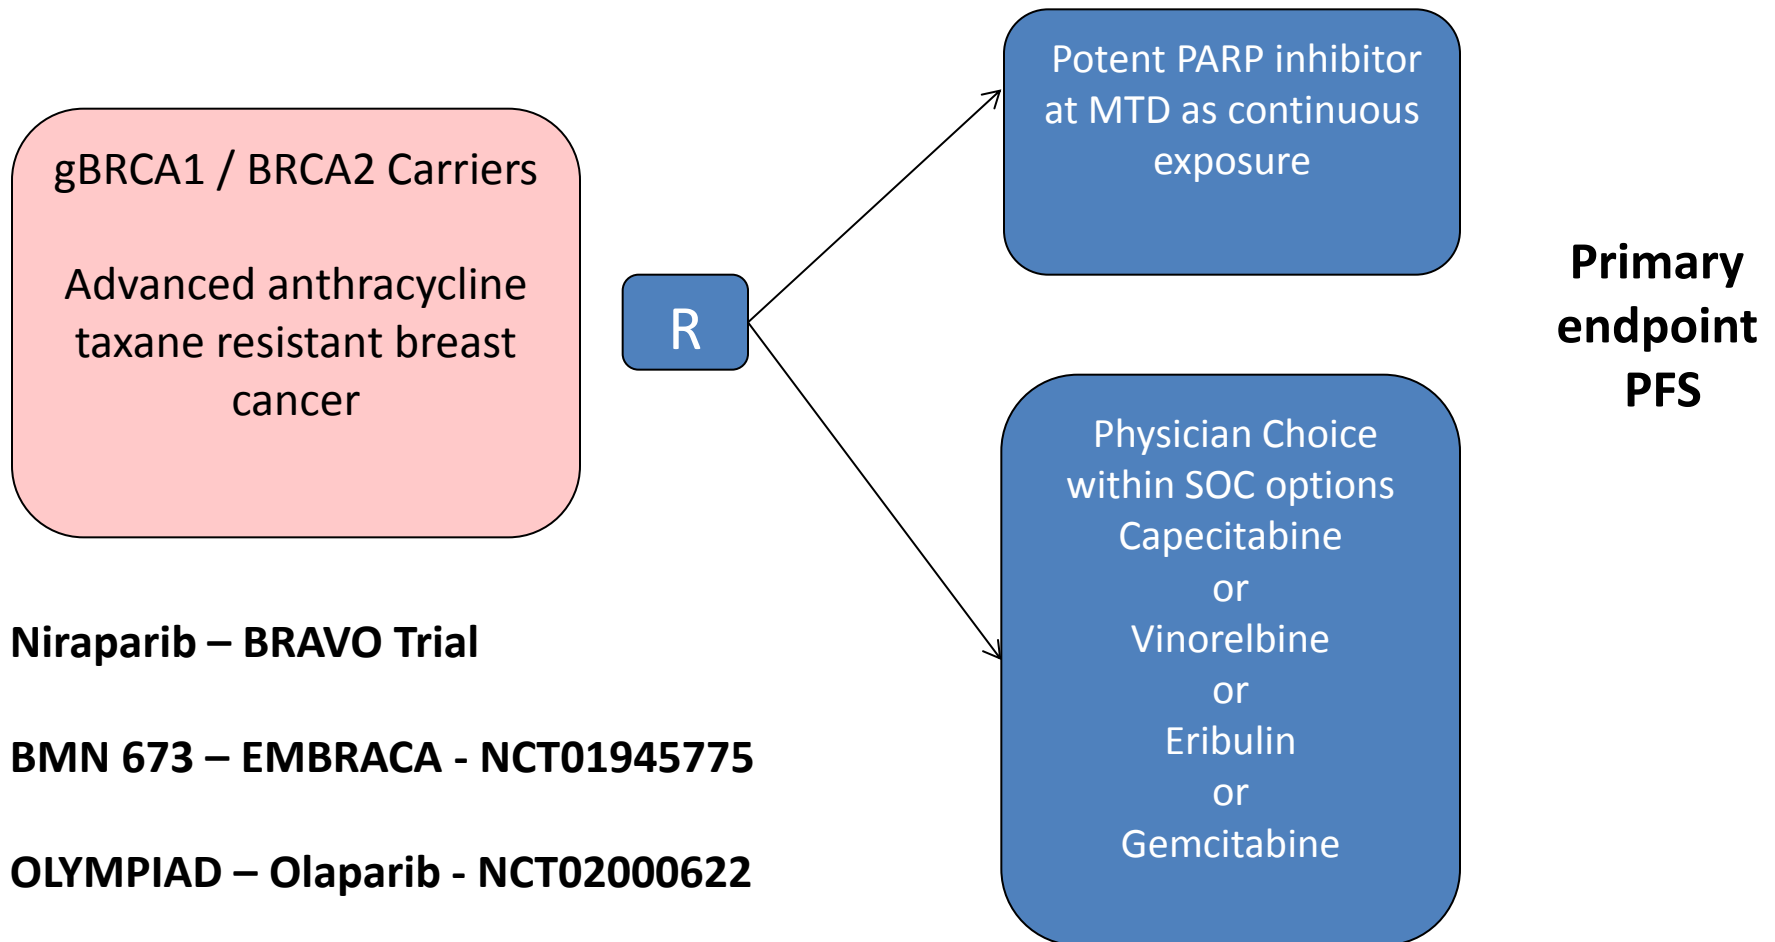 gBRCA1 / BRCA2 Carriers
Advanced anthracycline
taxane resistant breast
cancer
R
Potent PARP inhibitor
at MTD as continuous
exposure
Physician Choice
within SOC options
Capecitabine
or
Vinorelbine
or
Eribulin
or
Gemcitabine
Primary
endpoint
PFS
Niraparib – BRAVO Trial
BMN 673 – EMBRACA - NCT01945775
OLYMPIAD – Olaparib - NCT02000622